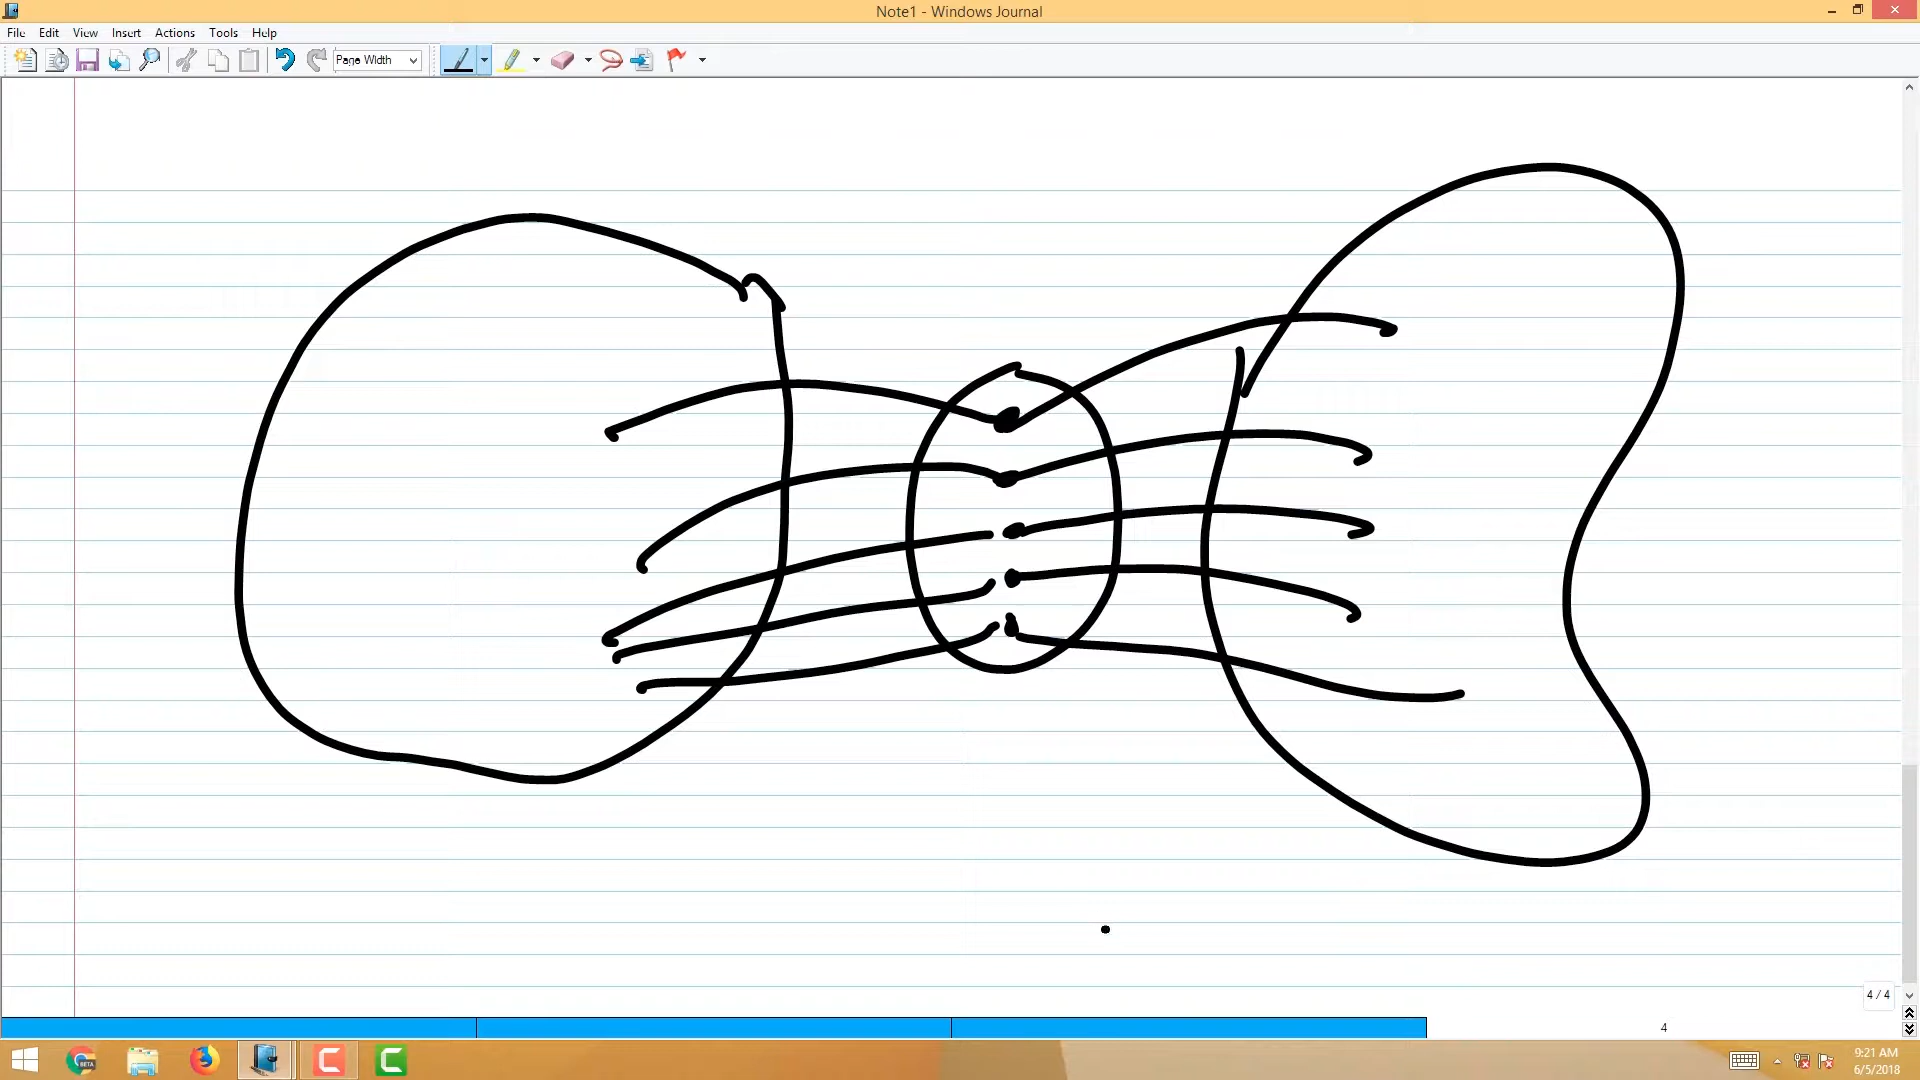 Note1 - Windows Journal
File Edit View Insert Actions Tools Help
Page Width
4 / 4
4
BETA
9:21 AM
6/5/2018